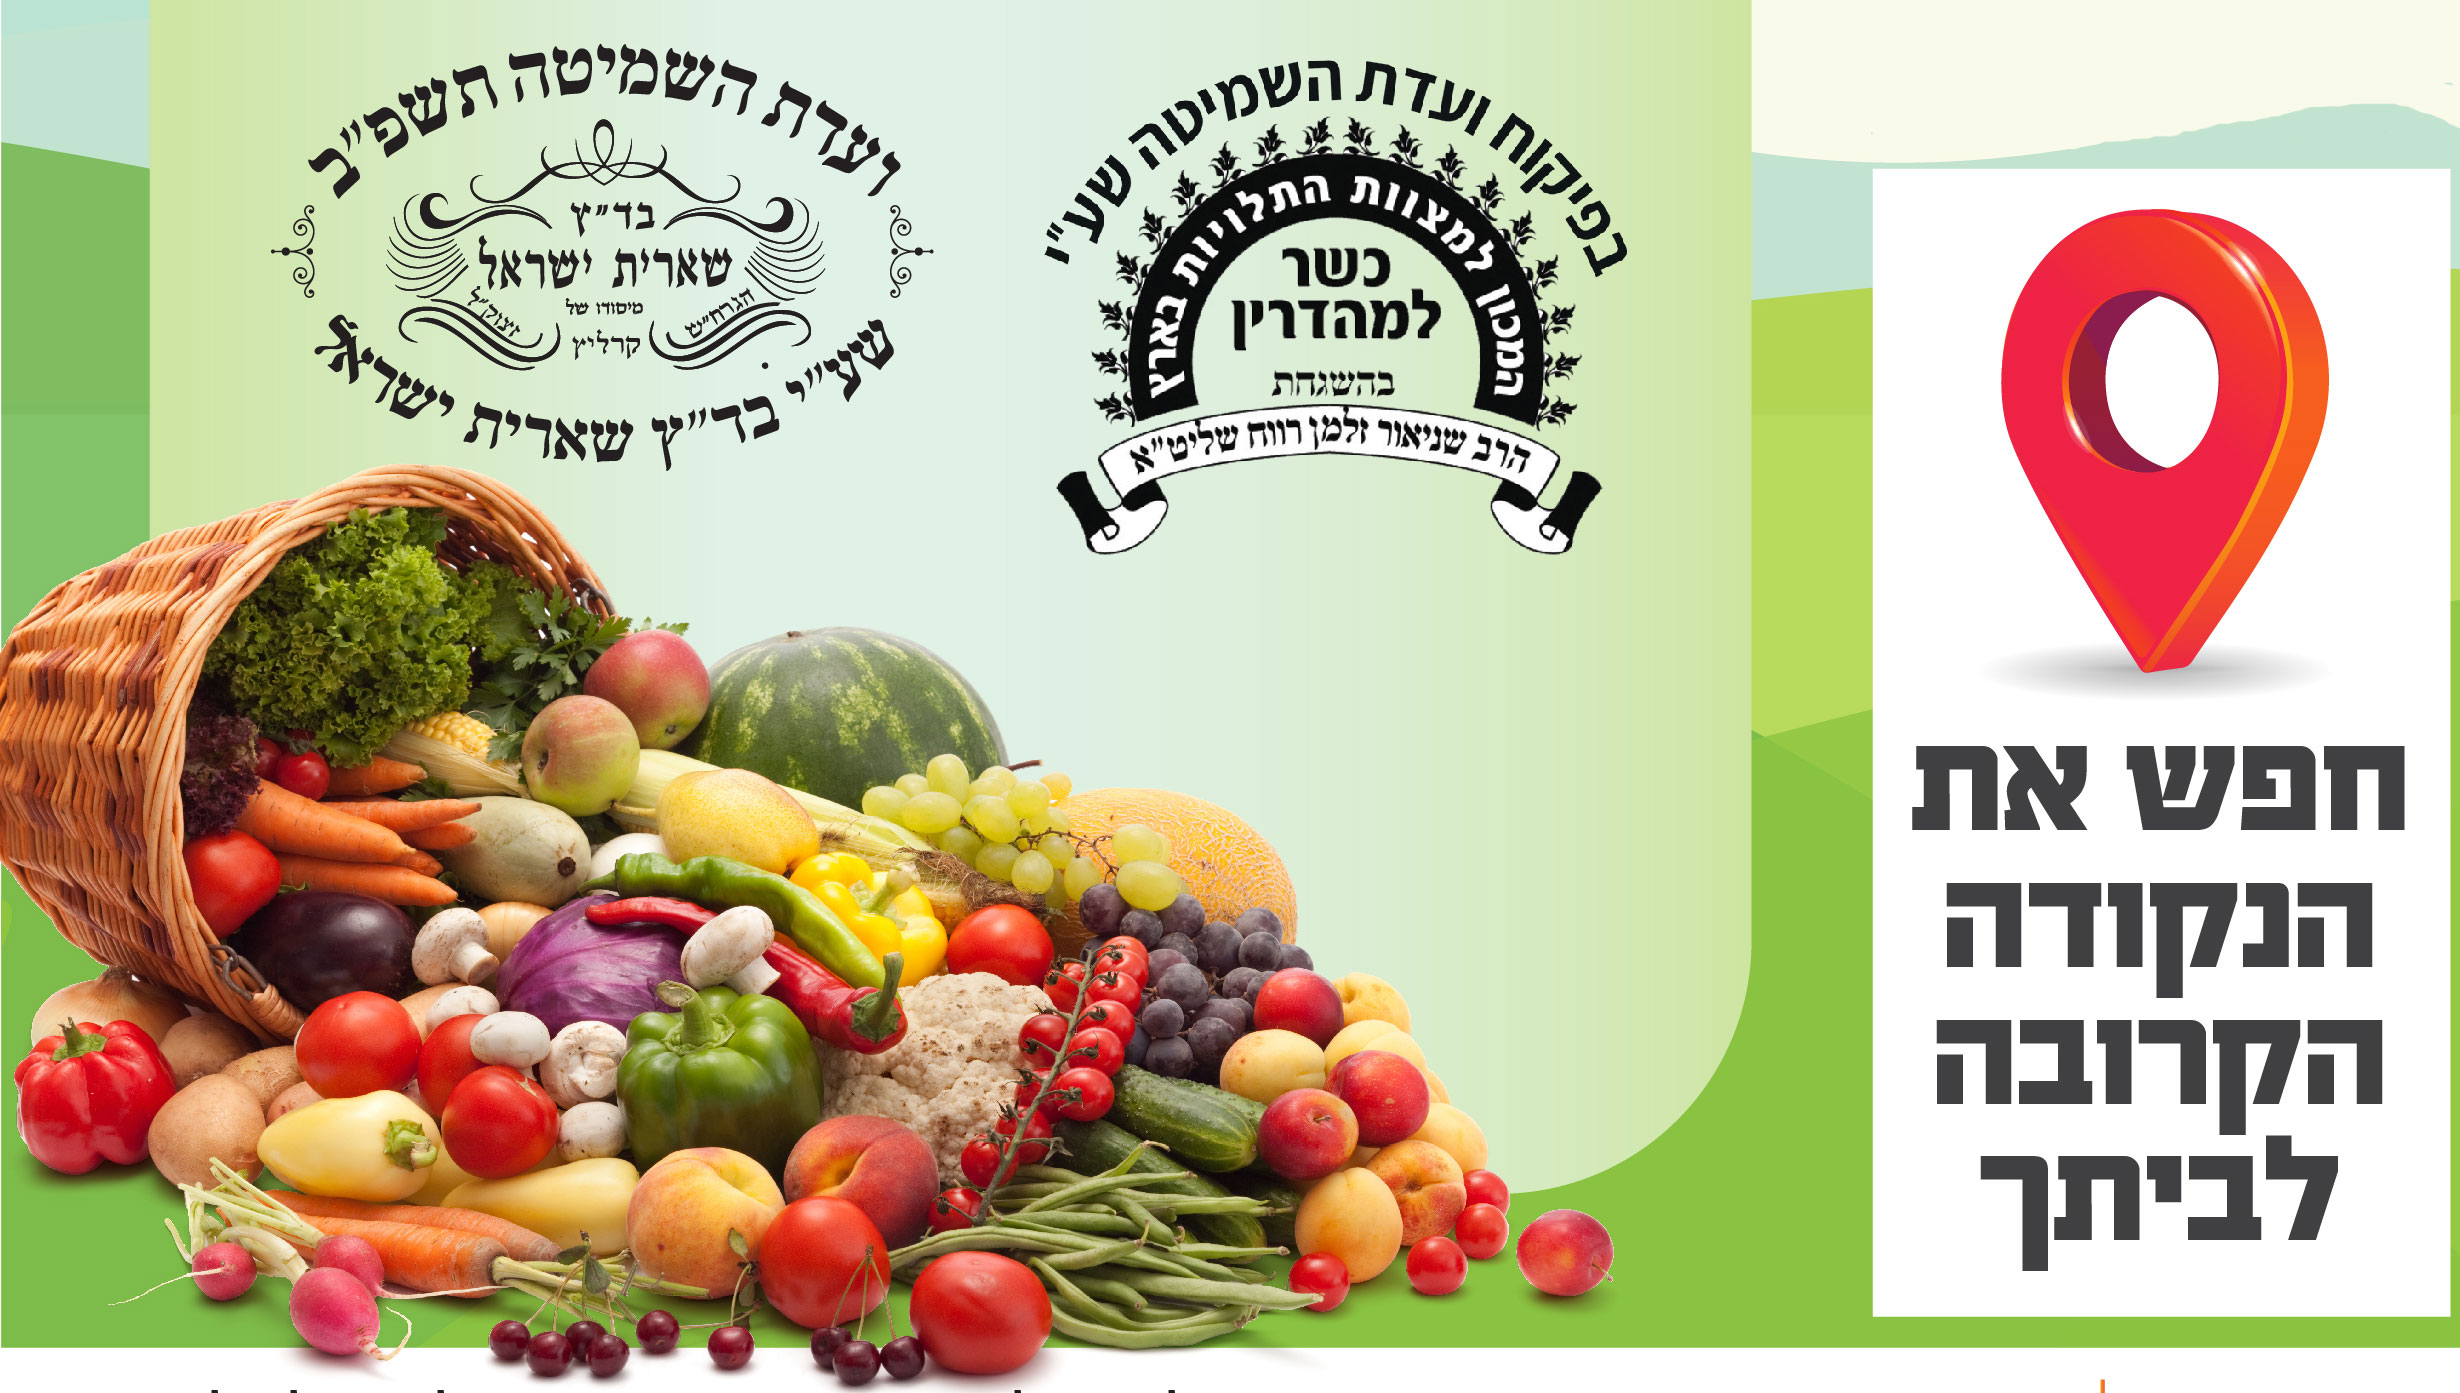 בפיקוח ועדת השמיטה שע"י
המכון למצוות התלויות בארץ
כשר
למהדרין
בהשגחת
הרב שניאור זלמן רווח שליט"א
ועדת השמיטה תשפ"ב
בד"ץ
שארית ישראל
מיסודו של
הגרח"ש
קרליץ
זצוק"ל
שע"י בד"ץ שארית ישראל
חפש את
הנקודה
הקרובה
לביתך